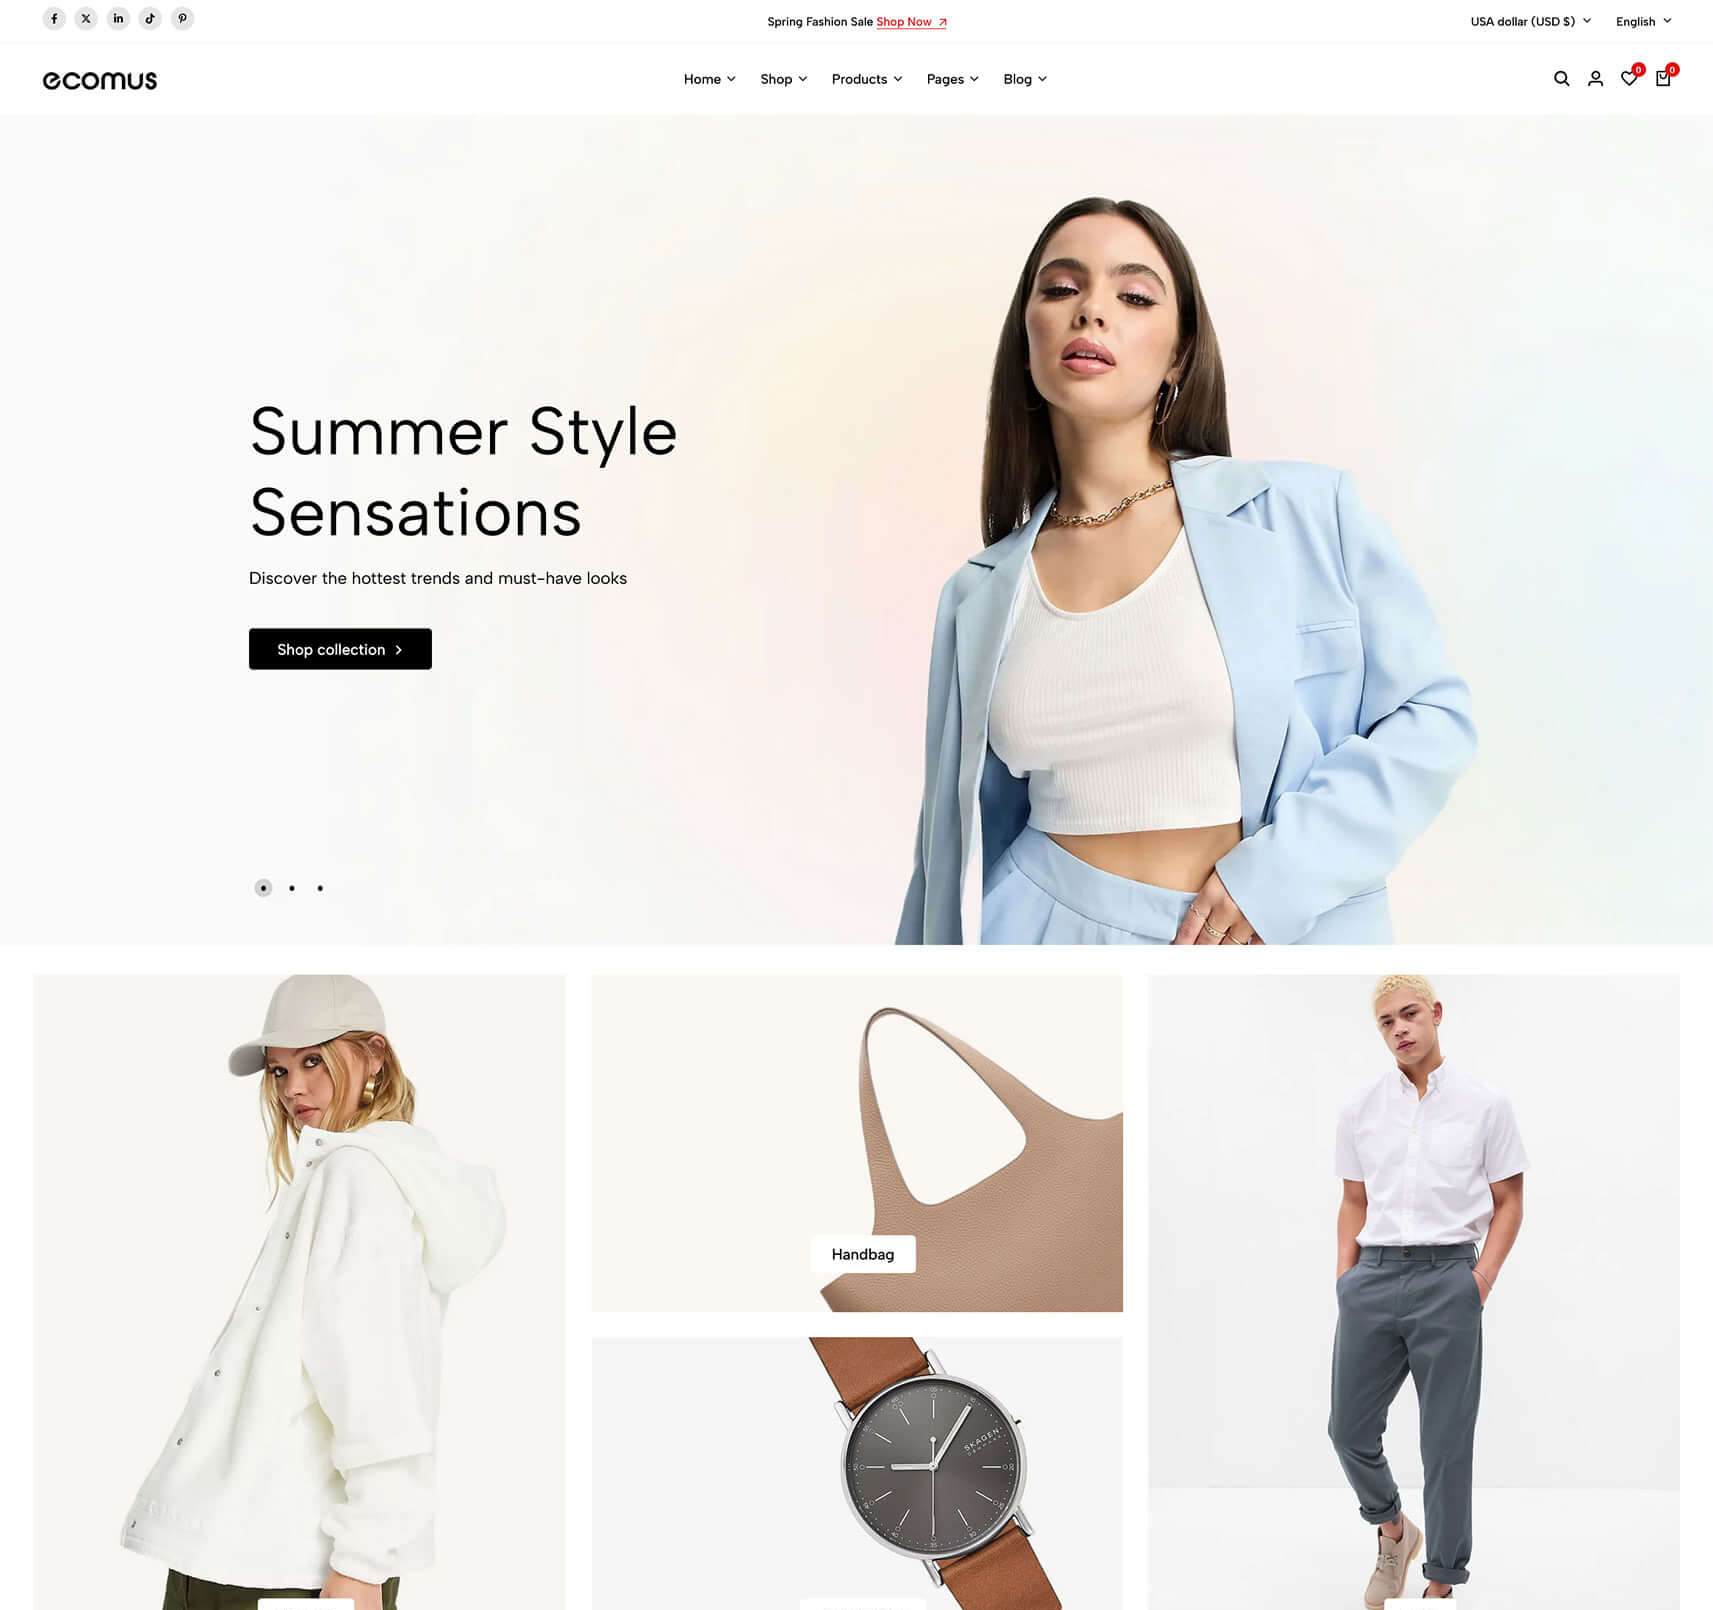 Spring Fashion Sale Shop Now
USA dollar (USD $)
English
ecomus
Home
Shop
Products
Pages
Blog
0
0
Summer Style
Sensations
Discover the hottest trends and must-have looks
Shop collection
Handbag
SKAGEN
DENMARK